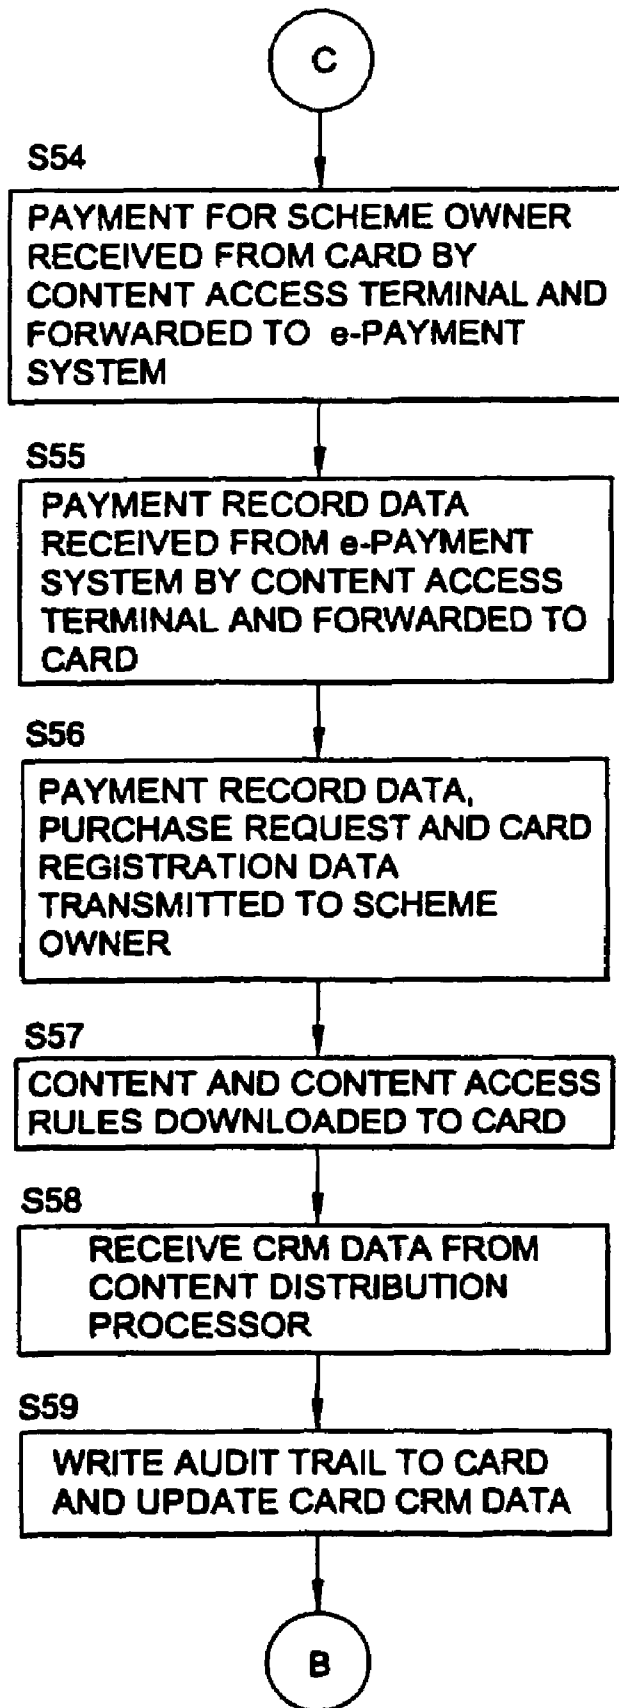 C
S54
PAYMENT FOR SCHEME OWNER
RECEIVED FROM CARD BY
CONTENT ACCESS TERMINAL AND
FORWARDED TO e-PAYMENT
SYSTEM
S55
PAYMENT RECORD DATA
RECEIVED FROM e-PAYMENT
SYSTEM BY CONTENT ACCESS
TERMINAL AND FORWARDED TO
CARD
S56
PAYMENT RECORD DATA,
PURCHASE REQUEST AND CARD
REGISTRATION DATA
TRANSMITTED TO SCHEME
OWNER
S57
CONTENT AND CONTENT ACCESS
RULES DOWNLOADED TO CARD
S58
RECEIVE CRM DATA FROM
CONTENT DISTRIBUTION
PROCESSOR
S59
WRITE AUDIT TRAIL TO CARD
AND UPDATE CARD CRM DATA
B